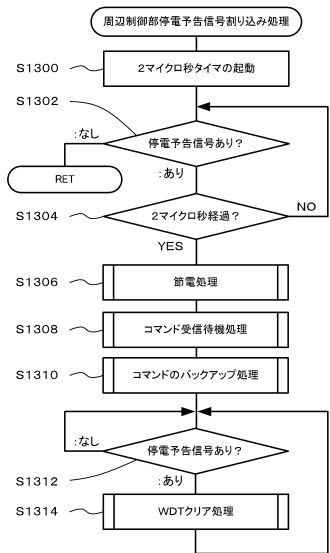 周辺制御部停電予告信号割り込み処理
S1300
2マイクロ秒タイマの起動
S1302
停電予告信号あり?
:なし
:あり
RET
S1304
2マイクロ秒経過?
NO
YES
S1306
節電処理
S1308
コマンド受信待機処理
S1310
コマンドのバックアップ処理
:なし
停電予告信号あり?
:あり
S1312
S1314
WDTクリア処理